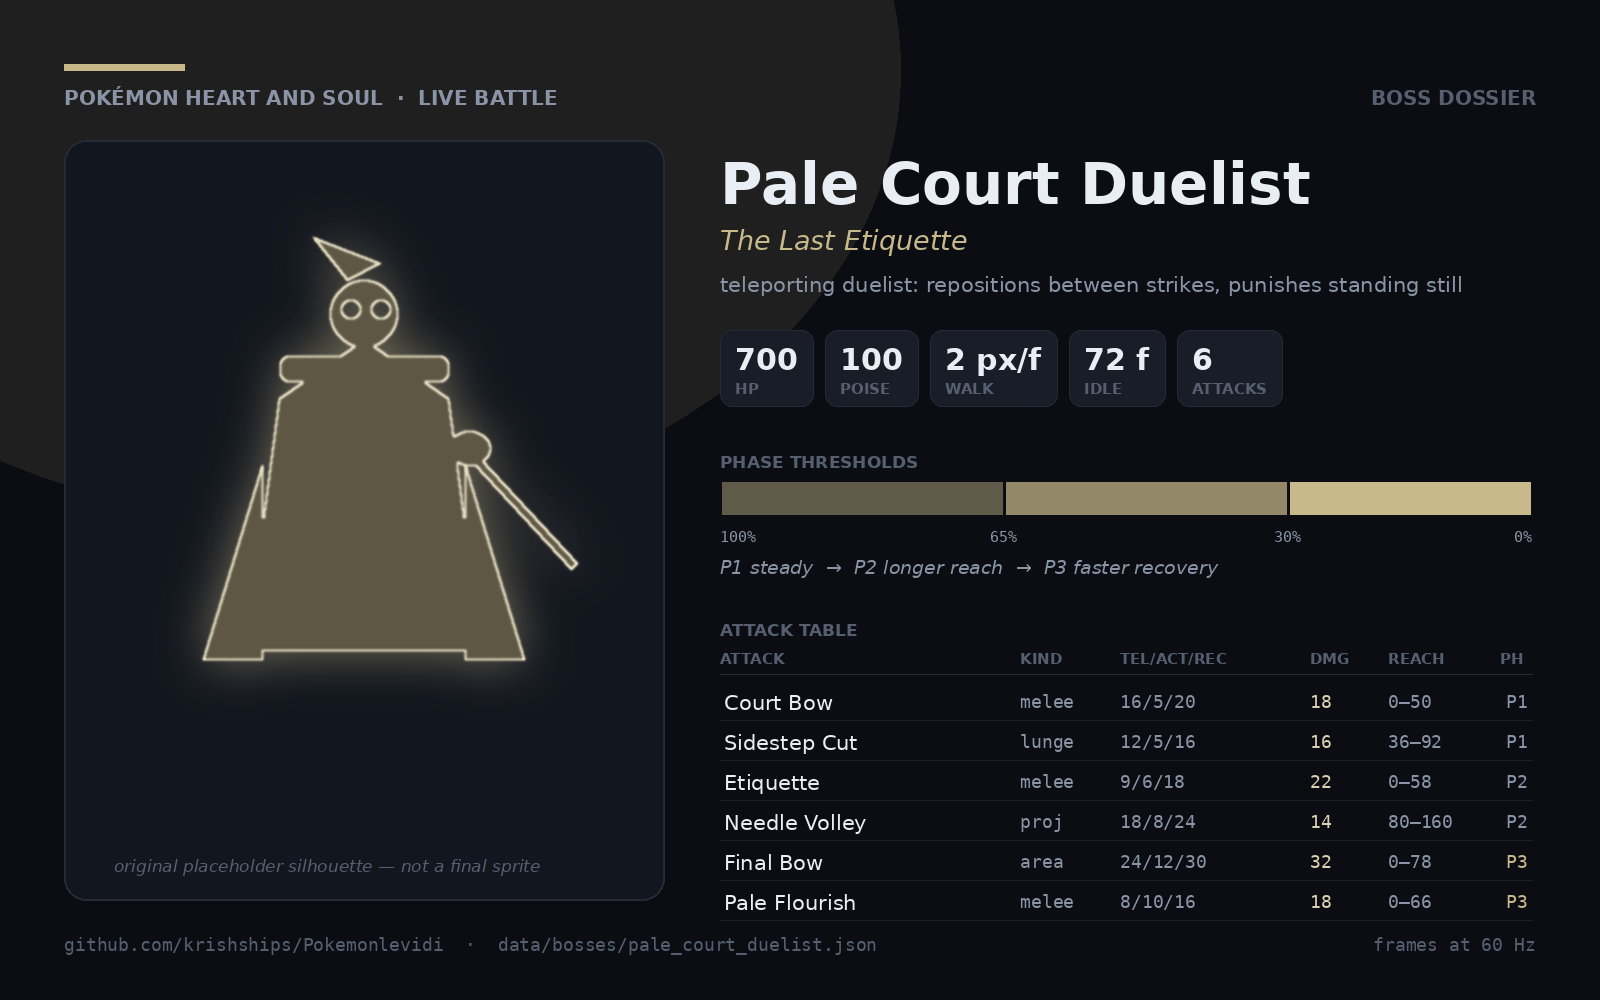 POKÉMON HEART AND SOUL · LIVE BATTLE
BOSS DOSSIER
original placeholder silhouette — not a final sprite
Pale Court Duelist
The Last Etiquette
teleporting duelist: repositions between strikes, punishes standing still
700 HP
100 POISE
2 px/f WALK
72 f IDLE
6 ATTACKS
PHASE THRESHOLDS
100% 65% 30% 0%
P1 steady → P2 longer reach → P3 faster recovery
ATTACK TABLE
ATTACK KIND TEL/ACT/REC DMG REACH PH
Court Bow melee 16/5/20 18 0–50 P1
Sidestep Cut lunge 12/5/16 16 36–92 P1
Etiquette melee 9/6/18 22 0–58 P2
Needle Volley proj 18/8/24 14 80–160 P2
Final Bow area 24/12/30 32 0–78 P3
Pale Flourish melee 8/10/16 18 0–66 P3
github.com/krishships/Pokemonlevidi · data/bosses/pale_court_duelist.json
frames at 60 Hz